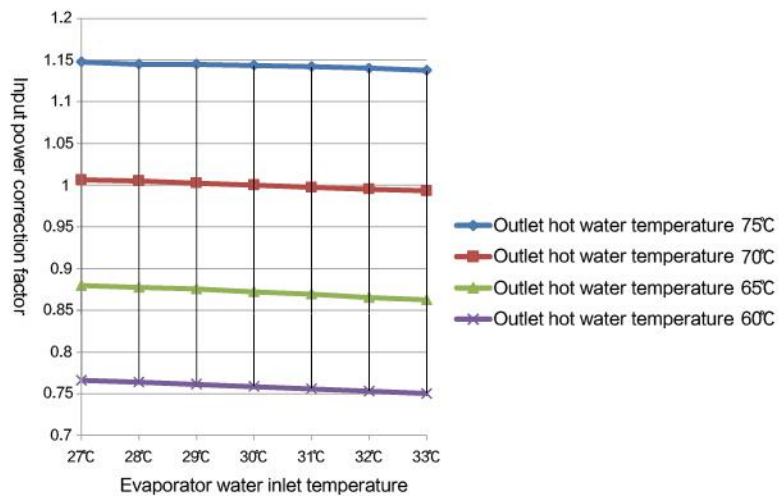 1.2
1.15
1.1
1.05
1
0.95
0.9
0.85
0.8
0.75
0.7
Input power correction factor
27℃ 28℃ 29℃ 30℃ 31℃ 32℃ 33℃
Evaporator water inlet temperature
Outlet hot water temperature 75℃
Outlet hot water temperature 70℃
Outlet hot water temperature 65℃
Outlet hot water temperature 60℃